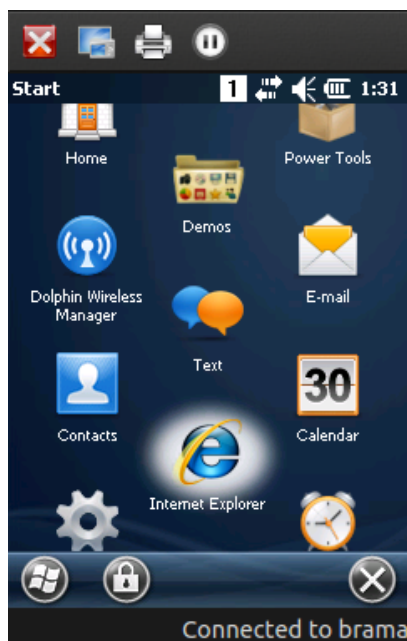 Start 1 1:31
Home
Power Tools
Demos
Dolphin Wireless
Manager
E-mail
Text
30
Contacts
Calendar
Internet Explorer
Connected to brama